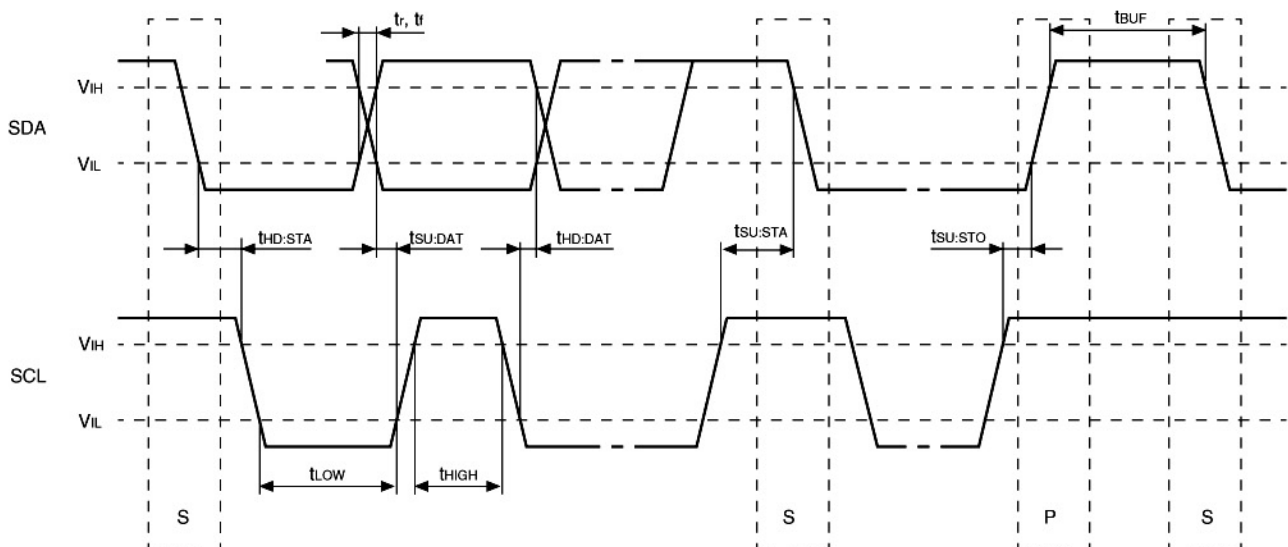 tr, tf
tBUF
VIH
SDA
VIL
tHD:STA
tSU:DAT
tHD:DAT
tSU:STA
tSU:STO
VIH
SCL
VIL
tLOW
tHIGH
S
S
P
S